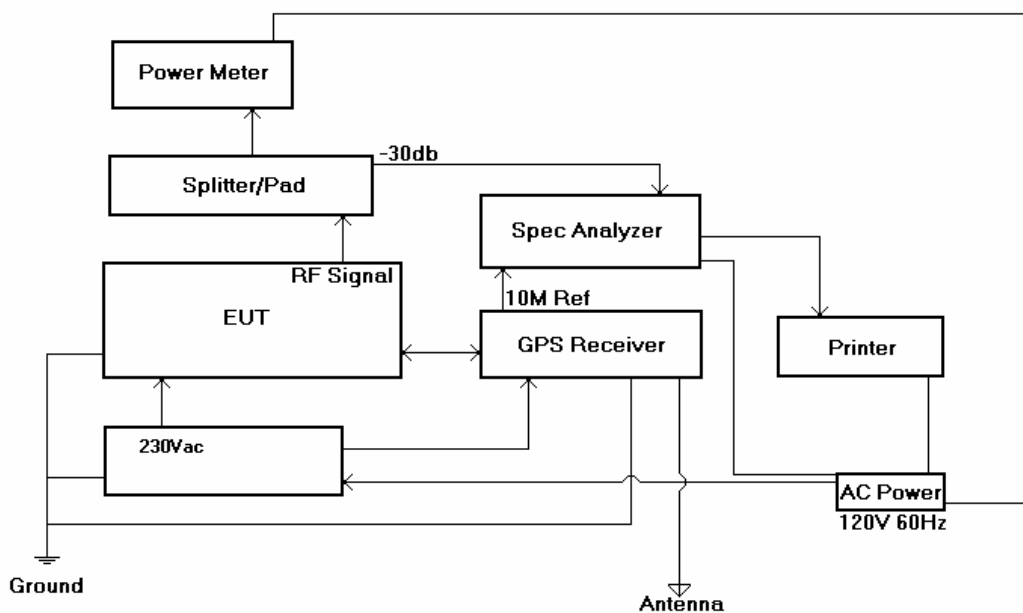 Power Meter
-30db
Splitter/Pad
Spec Analyzer
RF Signal
10M Ref
EUT
GPS Receiver
Printer
230Vac
AC Power
120V 60Hz
Ground
Antenna